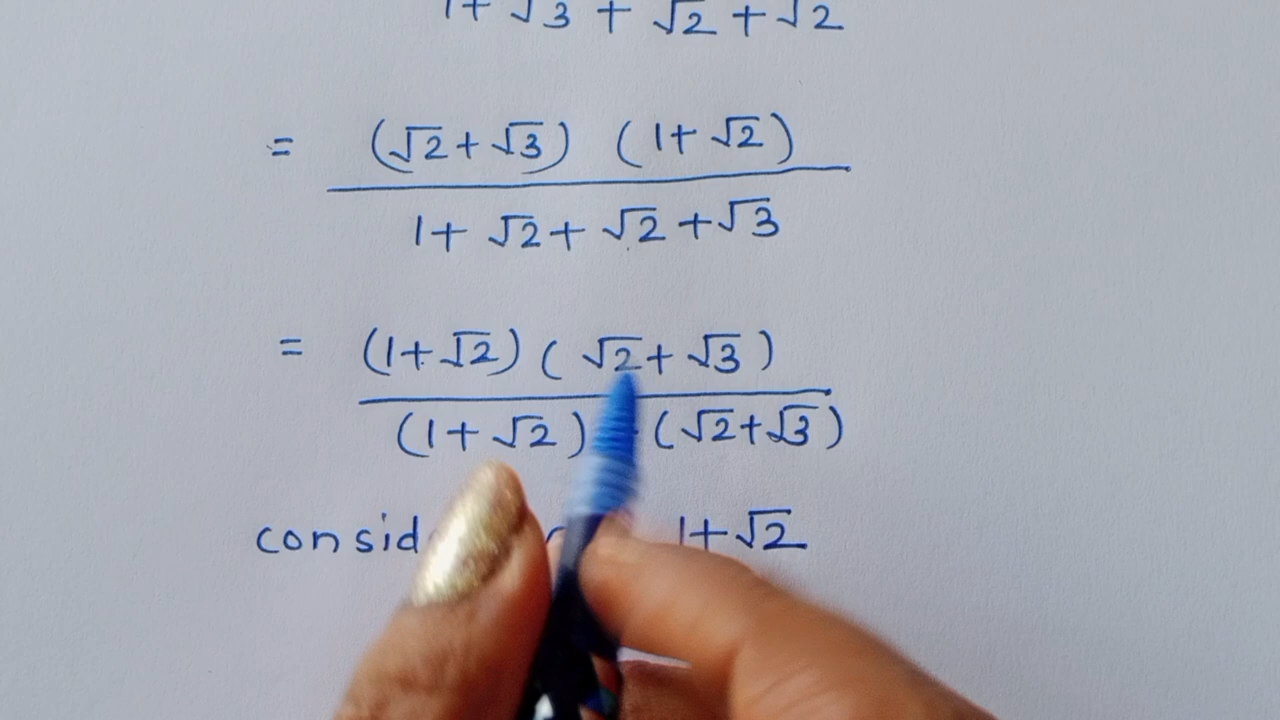 1+ √3 + √2 + √2
= (√2 + √3) (1 + √2)
1 + √2 + √2 + √3
= (1 + √2) ( √2 + √3 )
(1 + √2) (√2 + √3)
1 + √2